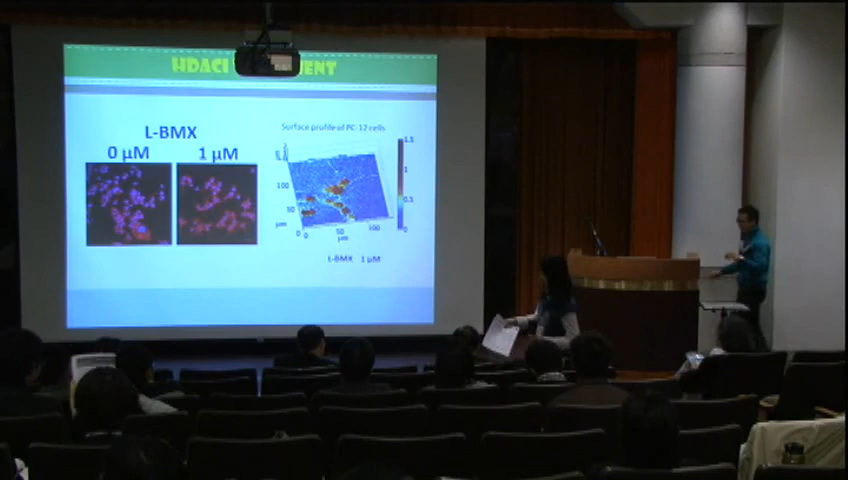 HDACI
L-BMX
0 μM 1 μM
Surface profile of PC-12 cells
1.5
1
0.5
0
100
50
μm
0
0
50
100
μm
L-BMX 1 μM